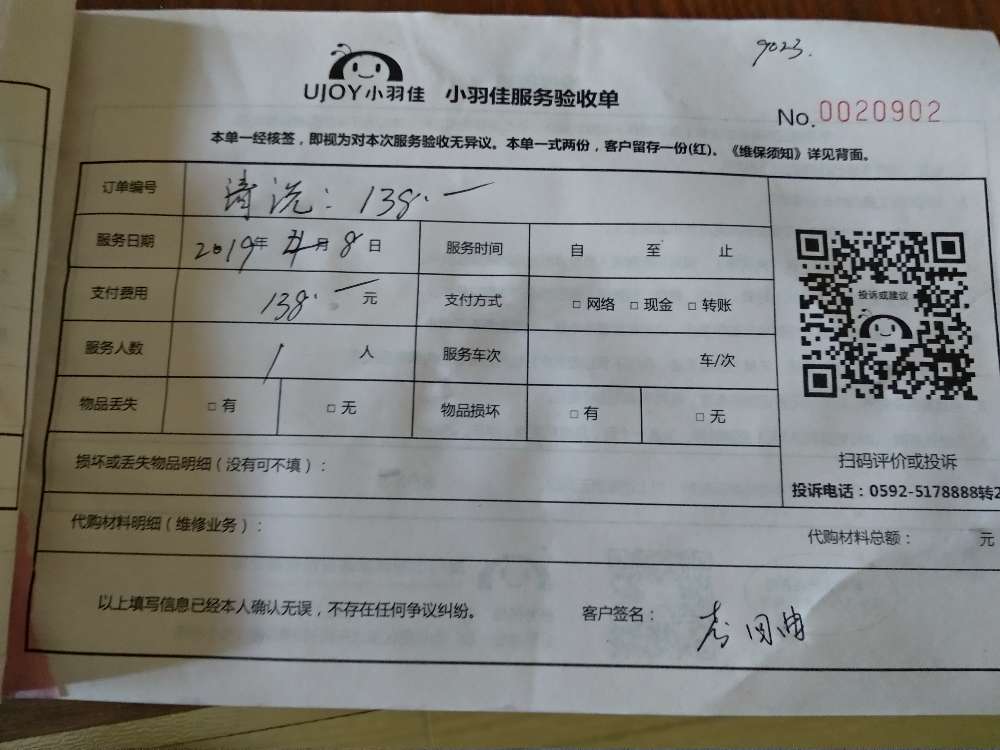 9023.
UJOY小羽佳 小羽佳服务验收单
No.0020902
本单一经核签，即视为对本次服务验收无异议。本单一式两份，客户留存一份(红)。《维保须知》详见背面。
订单编号 清洗：138.一
服务日期 2019年 月 8日 服务时间 自 至 止
支付费用 138.一元 支付方式 □ 网络 □ 现金 □ 转账
投诉或建议
服务人数 1 人 服务车次 车/次
物品丢失 □ 有 □ 无 物品损坏 □ 有 □ 无
扫码评价或投诉
损坏或丢失物品明细（没有可不填）：
投诉电话：0592-5178888转2
代购材料明细（维修业务）： 代购材料总额： 元
以上填写信息已经本人确认无误，不存在任何争议纠纷。 客户签名：